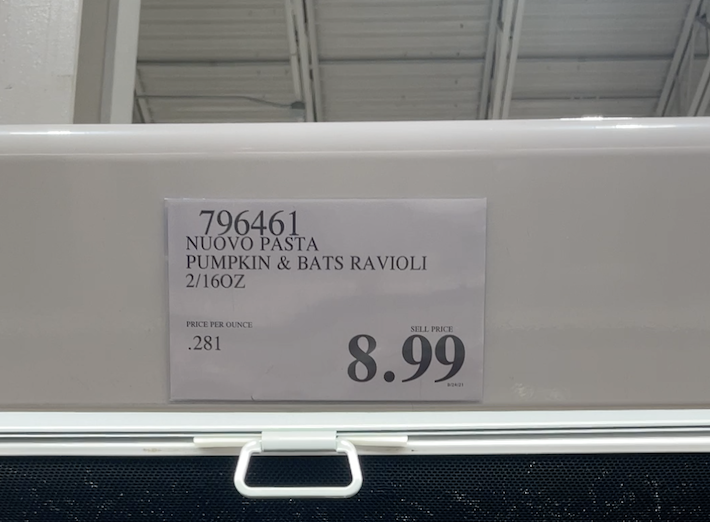 796461
NUOVO PASTA
PUMPKIN & BATS RAVIOLI
2/16OZ
PRICE PER OUNCE
.281
SELL PRICE
8.99